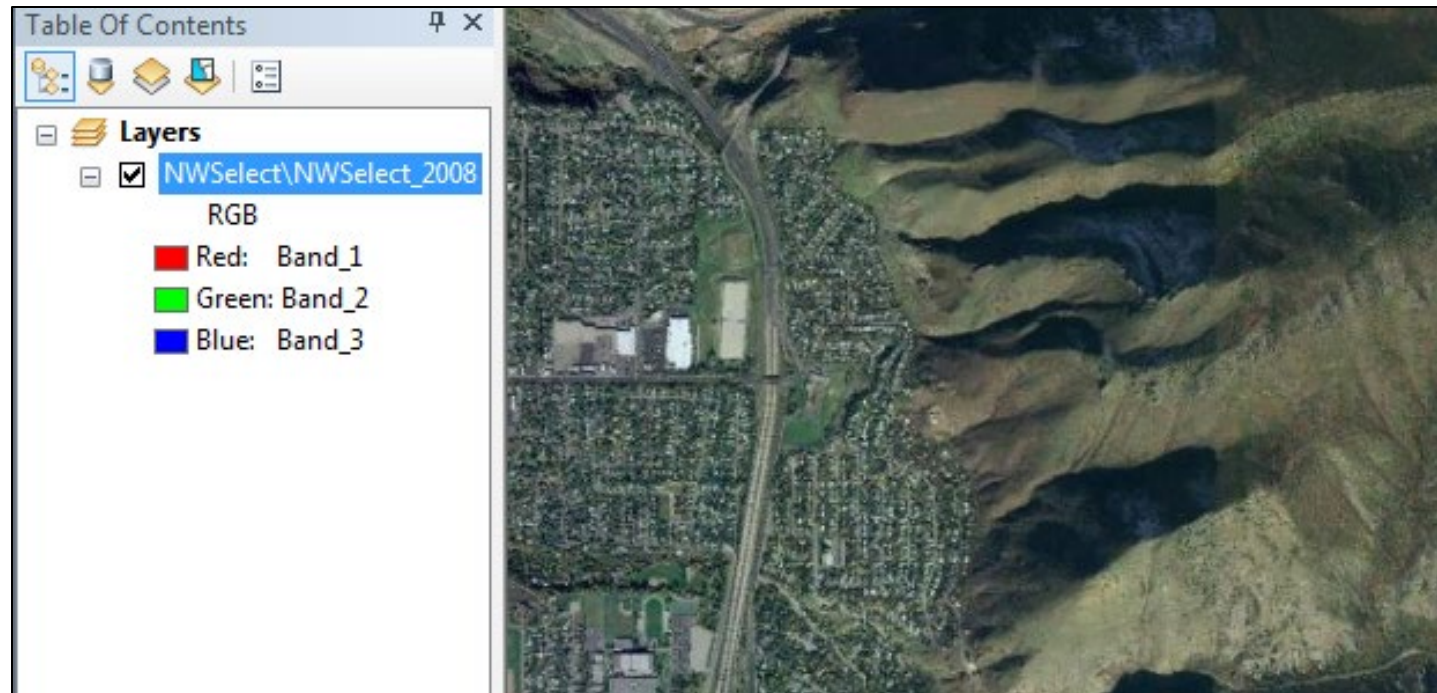 Table Of Contents
Layers
NWSelect\NWSelect_2008
RGB
Red: Band_1
Green: Band_2
Blue: Band_3